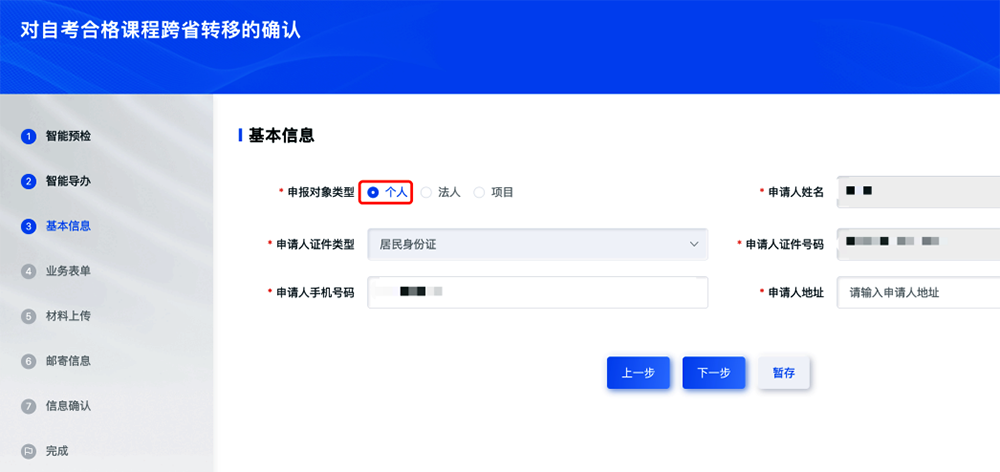 对自考合格课程跨省转移的确认
1 智能预检
2 智能导办
3 基本信息
4 业务表单
5 材料上传
6 邮寄信息
7 信息确认
完成
基本信息
* 申报对象类型 个人 法人 项目 * 申请人姓名
* 申请人证件类型 居民身份证 * 申请人证件号码
* 申请人手机号码 * 申请人地址 请输入申请人地址
上一步 下一步 暂存